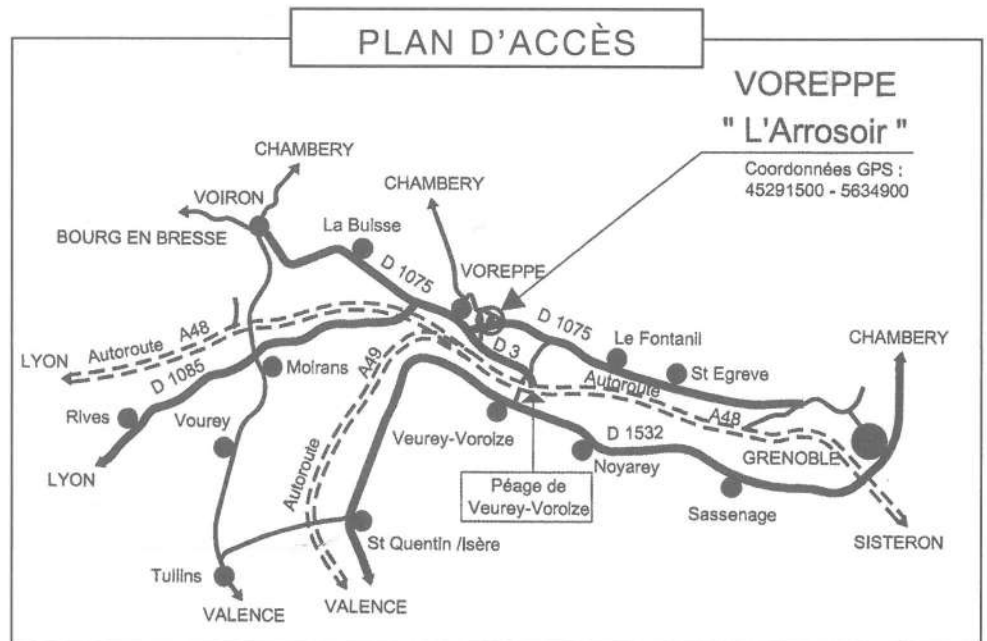 PLAN D'ACCÈS
VOREPPE
" L'Arrosoir "
Coordonnées GPS :
45291500 - 5634900
CHAMBERY
VOIRON
BOURG EN BRESSE
La Buisse
CHAMBERY
VOREPPE
D 1075
D 1075
D 3
Le Fontanil
St Egreve
CHAMBERY
LYON
Autoroute A48
D 1085
Moirans
A49
Autoroute
A48
Rives
Vourey
LYON
Veurey-Voroize
D 1532
Noyarey
GRENOBLE
Autoroute
Péage de
Veurey-Voroize
Sassenage
St Quentin /Isère
SISTERON
Tullins
VALENCE
VALENCE